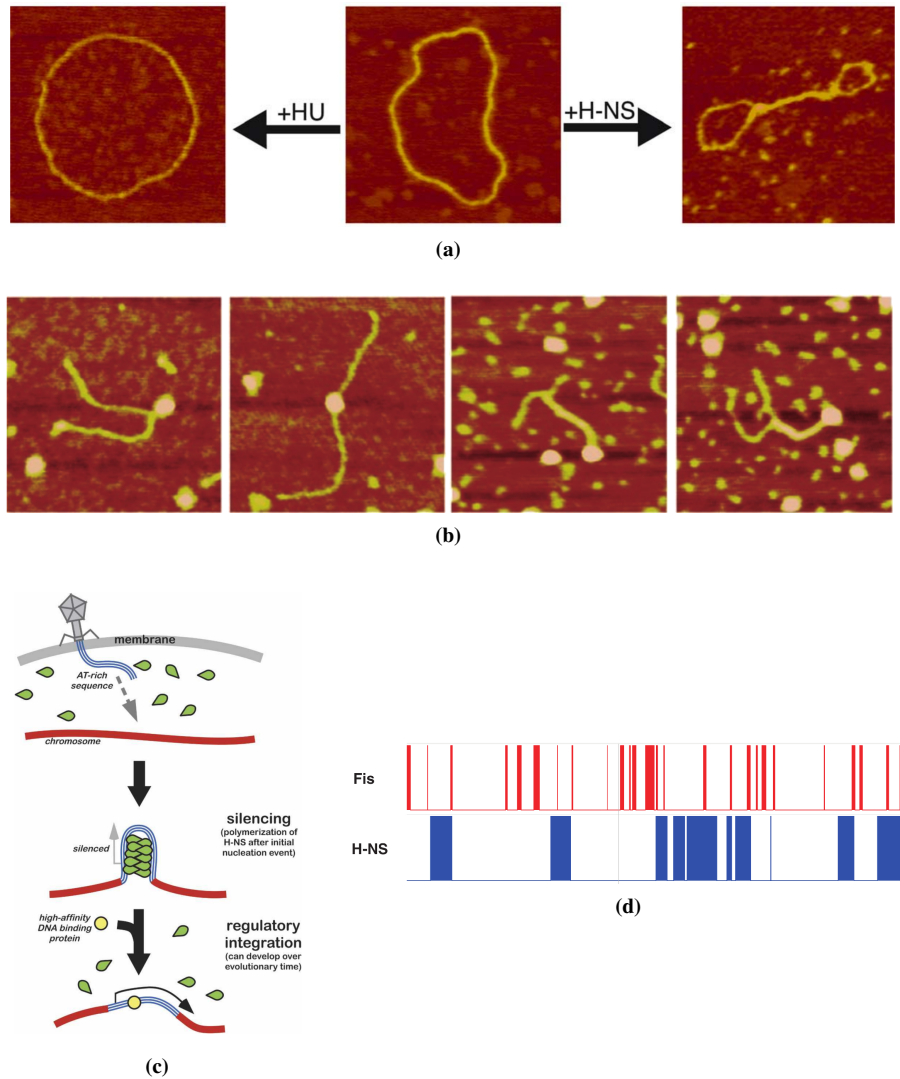 +HU
+H-NS
(a)
(b)
membrane
AT-rich
sequence
chromosome
silencing
(polymerization of
H-NS after initial
nucleation event)
silenced
high-affinity
DNA binding
protein
regulatory
integration
(can develop over
evolutionary time)
(c)
Fis
H-NS
(d)